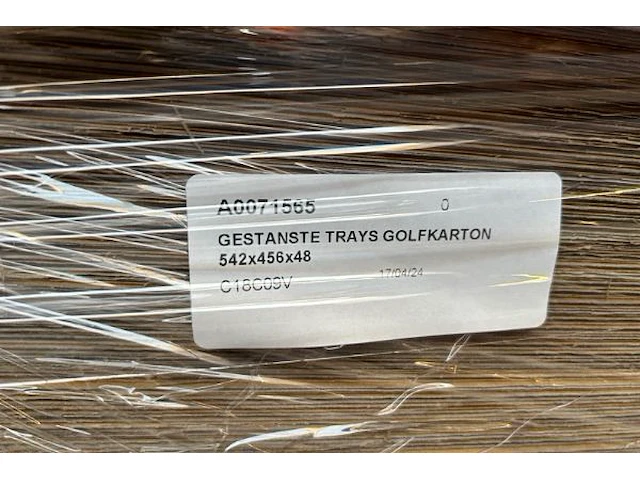 A0071565 0
GESTANSTE TRAYS GOLFKARTON
542x456x48
C18C09V 17/04/24